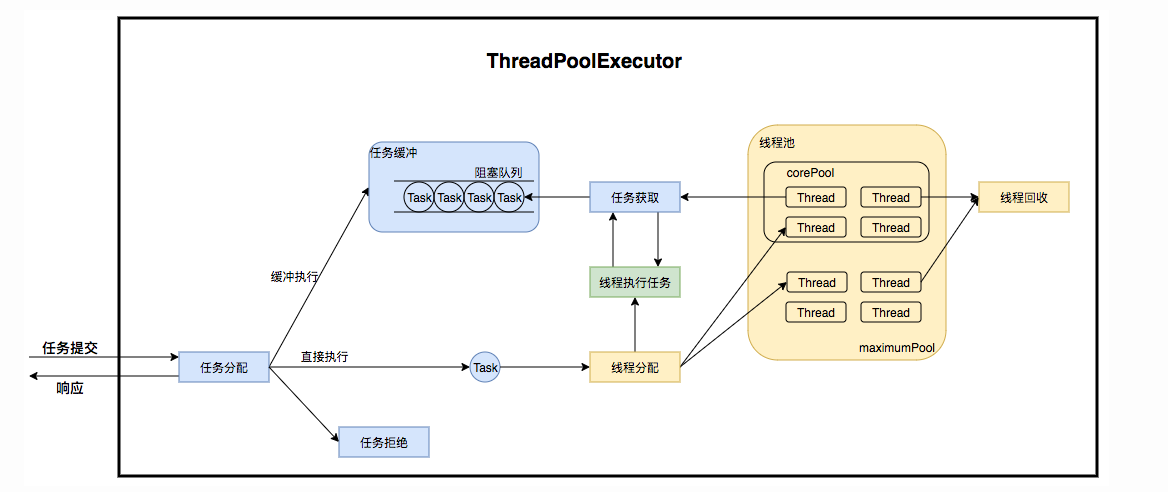 ThreadPoolExecutor
任务缓冲
阻塞队列
Task Task Task Task
任务获取
线程池
corePool
Thread Thread
Thread Thread
线程回收
缓冲执行
线程执行任务
Thread Thread
Thread Thread
maximumPool
任务提交
响应
任务分配
直接执行
Task
线程分配
任务拒绝